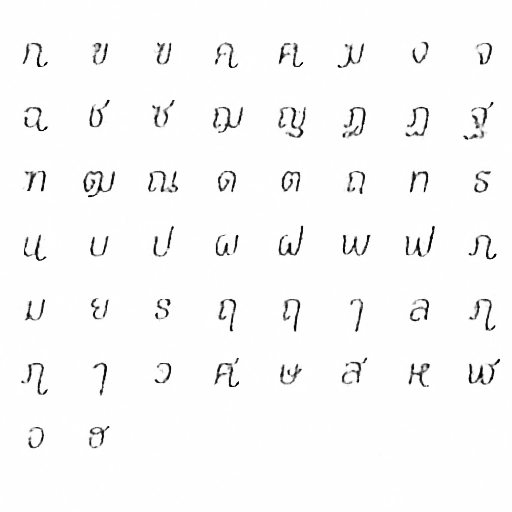 ก ข ฃ ค ฅ ฆ ง จ
ฉ ช ซ ฌ ญ ฎ ฏ ฐ
ฑ ฒ ณ ด ต ถ ท ธ
น บ ป ผ ฝ พ ฟ ภ
ม ย ร ฤ ฤ ๅ ล ฦ
ฦ ๅ ว ศ ษ ส ห ฬ
อ ฮ